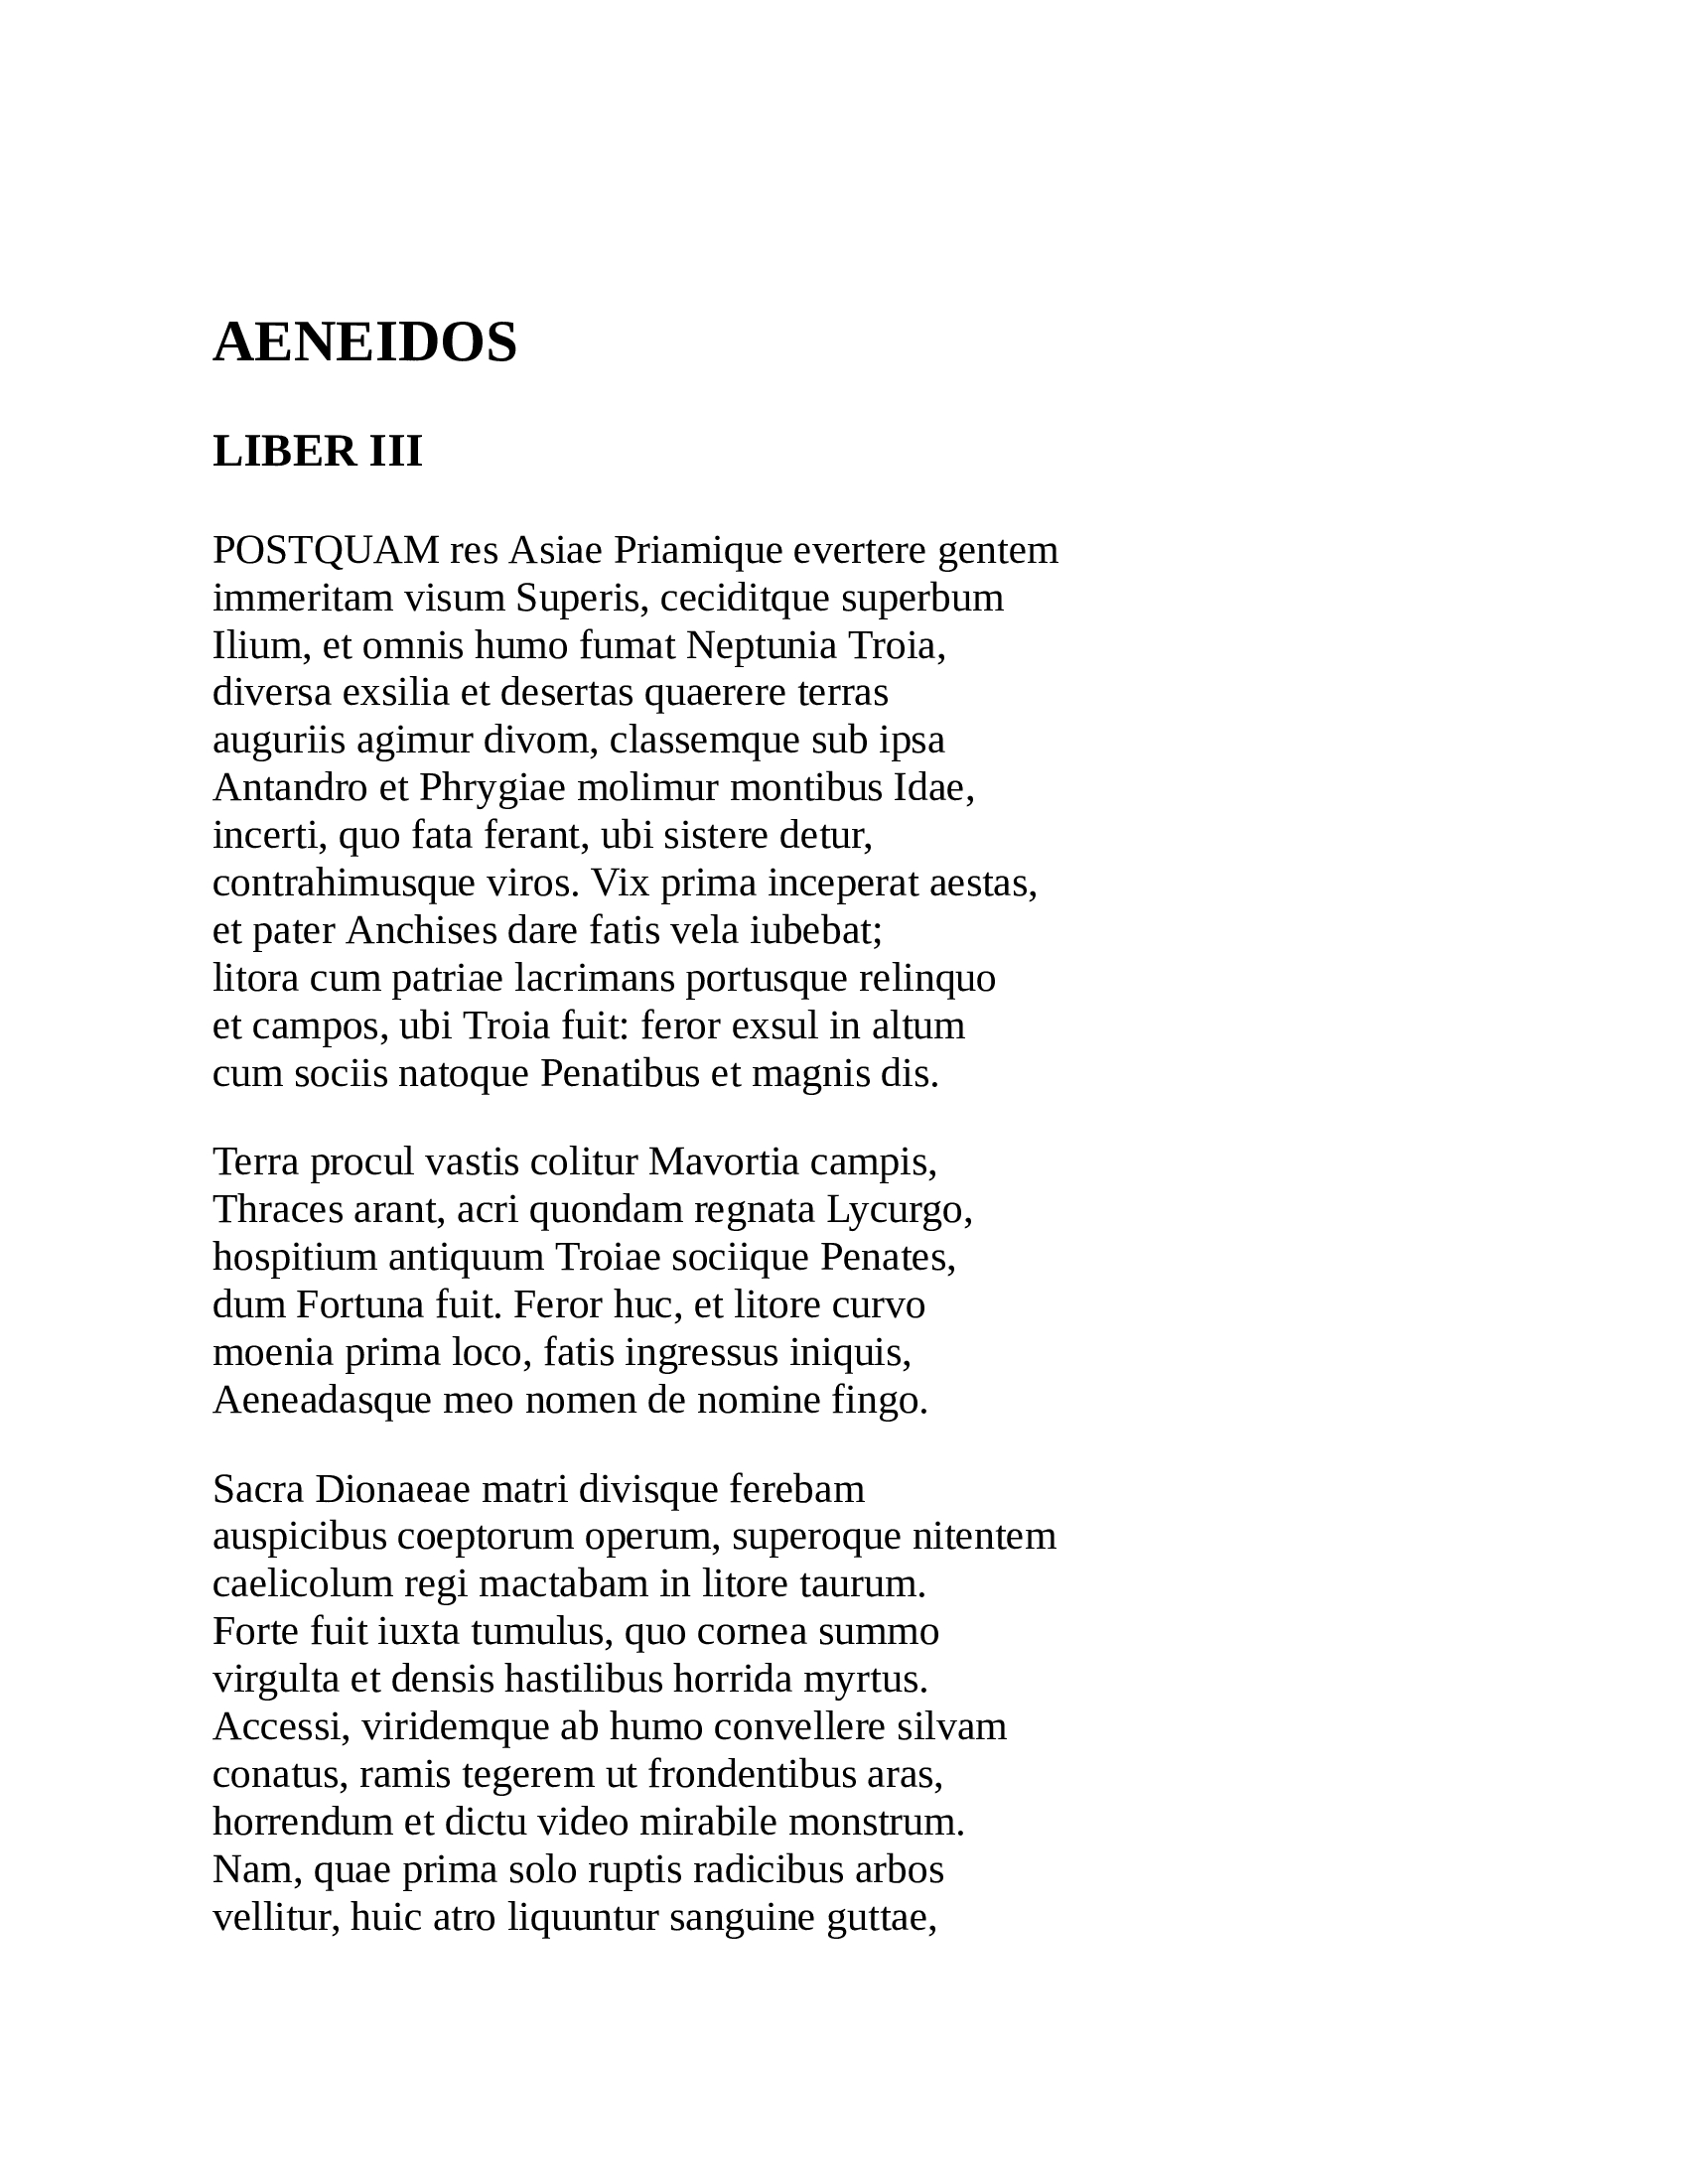 AENEIDOS
LIBER III
POSTQUAM res Asiae Priamique evertere gentem
immeritam visum Superis, ceciditque superbum
Ilium, et omnis humo fumat Neptunia Troia,
diversa exsilia et desertas quaerere terras
auguriis agimur divom, classemque sub ipsa
Antandro et Phrygiae molimur montibus Idae,
incerti, quo fata ferant, ubi sistere detur,
contrahimusque viros. Vix prima inceperat aestas,
et pater Anchises dare fatis vela iubebat;
litora cum patriae lacrimans portusque relinquo
et campos, ubi Troia fuit: feror exsul in altum
cum sociis natoque Penatibus et magnis dis.
Terra procul vastis colitur Mavortia campis,
Thraces arant, acri quondam regnata Lycurgo,
hospitium antiquum Troiae sociique Penates,
dum Fortuna fuit. Feror huc, et litore curvo
moenia prima loco, fatis ingressus iniquis,
Aeneadasque meo nomen de nomine fingo.
Sacra Dionaeae matri divisque ferebam
auspicibus coeptorum operum, superoque nitentem
caelicolum regi mactabam in litore taurum.
Forte fuit iuxta tumulus, quo cornea summo
virgulta et densis hastilibus horrida myrtus.
Accessi, viridemque ab humo convellere silvam
conatus, ramis tegerem ut frondentibus aras,
horrendum et dictu video mirabile monstrum.
Nam, quae prima solo ruptis radicibus arbos
vellitur, huic atro liquuntur sanguine guttae,